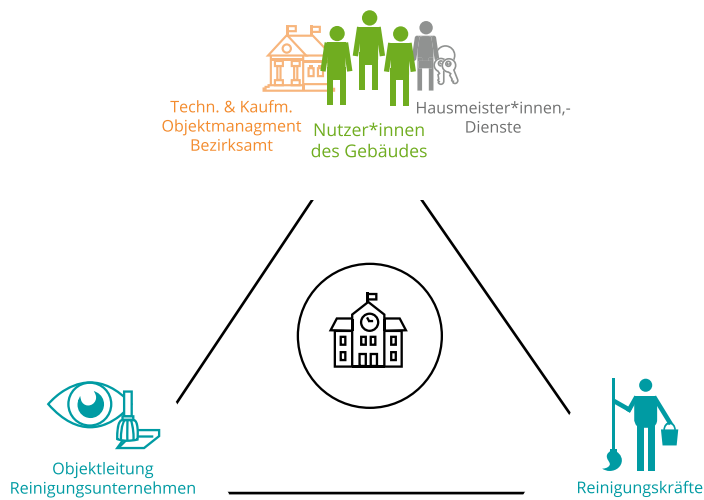 Techn. & Kaufm.
Objektmanagment
Bezirksamt
Nutzer*innen
des Gebäudes
Hausmeister*innen,-
Dienste
Objektleitung
Reinigungsunternehmen
Reinigungskräfte